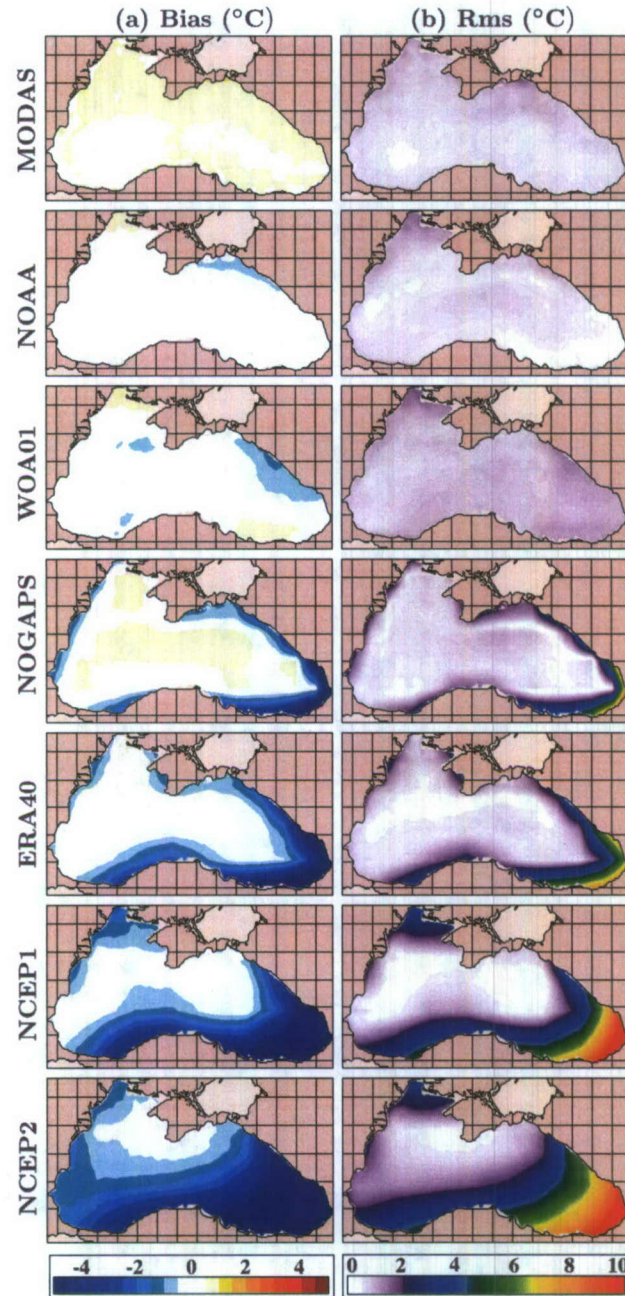 (a) Bias (°C)
(b) Rms (°C)
MODAS
NOAA
WOA01
NOGAPS
ERA40
NCEP1
NCEP2
-4 -2 0 2 4
0 2 4 6 8 10